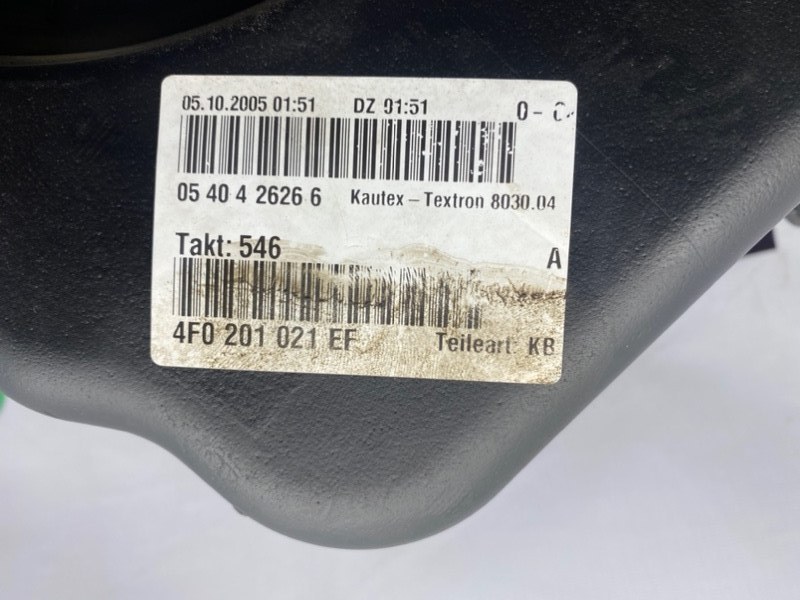 05.10.2005 01:51 DZ 01:51 0-
05 40 4 2626 6 Kautex – Textron 8030.04
Takt: 546 A
4F0 201 021 EF Teileart: KB